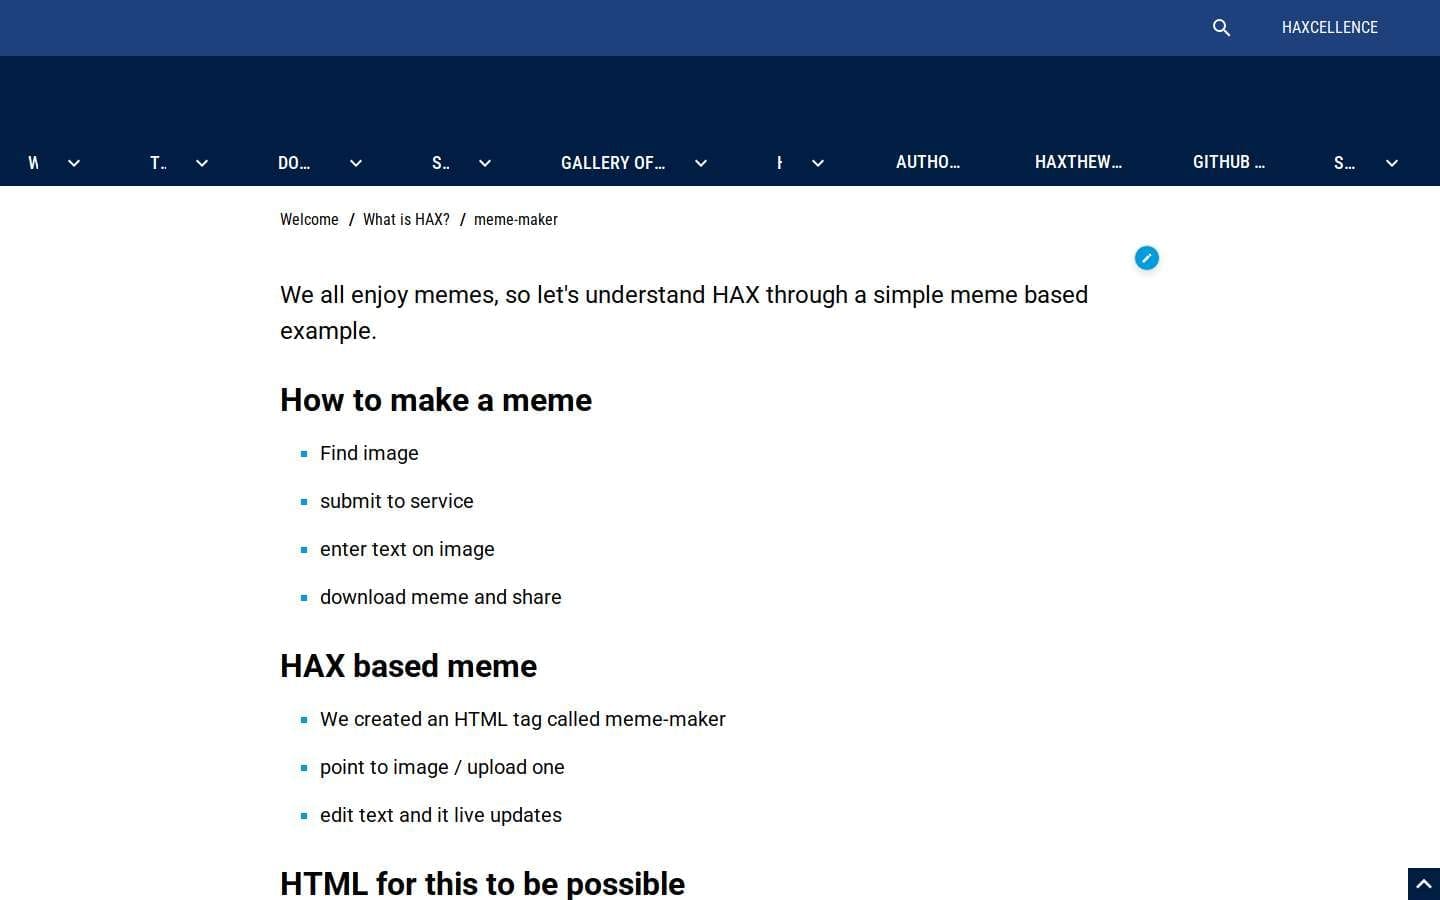 HAXCELLENCE
T.. DO... S.. GALLERY OF... AUTHO... HAXTHEW... GITHUB ... S...
Welcome / What is HAX? / meme-maker
We all enjoy memes, so let's understand HAX through a simple meme based
example.
How to make a meme
Find image
submit to service
enter text on image
download meme and share
HAX based meme
We created an HTML tag called meme-maker
point to image / upload one
edit text and it live updates
HTML for this to be possible